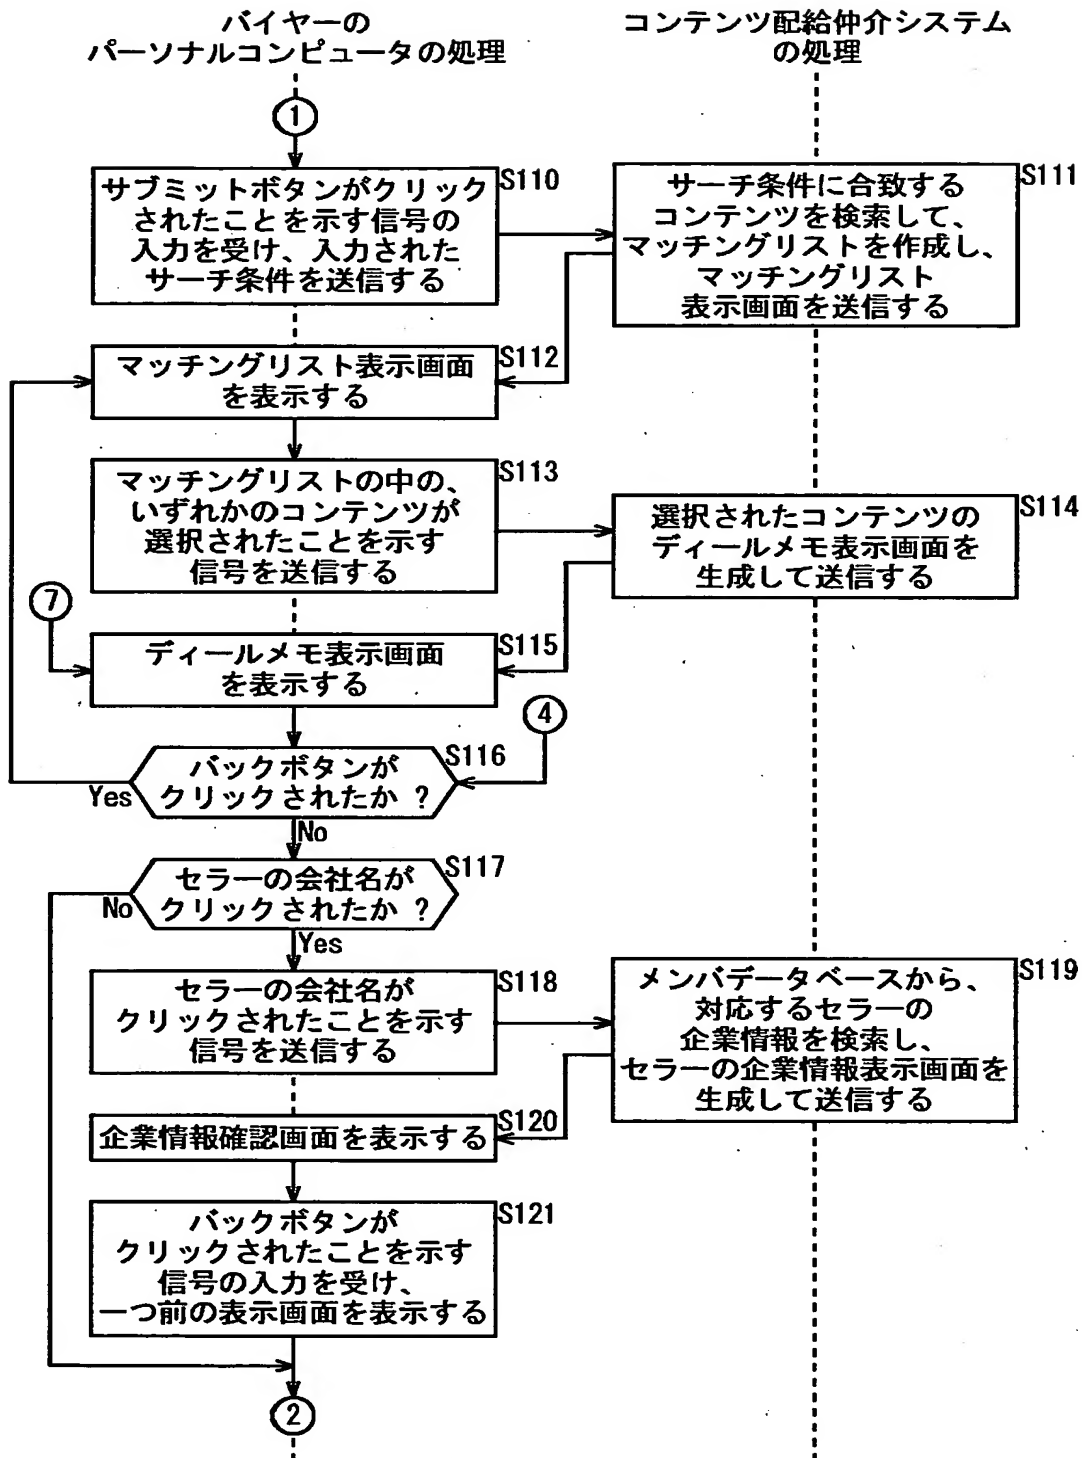 バイヤーの
パーソナルコンピュータの処理
コンテンツ配給仲介システム
の処理
1
S110
サブミットボタンがクリック
されたことを示す信号の
入力を受け、入力された
サーチ条件を送信する
S111
サーチ条件に合致する
コンテンツを検索して、
マッチングリストを作成し、
マッチングリスト
表示画面を送信する
S112
マッチングリスト表示画面
を表示する
S113
マッチングリストの中の、
いずれかのコンテンツが
選択されたことを示す
信号を送信する
S114
選択されたコンテンツの
ディールメモ表示画面を
生成して送信する
7
S115
ディールメモ表示画面
を表示する
4
S116
バックボタンが
クリックされたか ?
Yes
No
S117
セラーの会社名が
クリックされたか ?
No
Yes
S118
セラーの会社名が
クリックされたことを示す
信号を送信する
S119
メンバデータベースから、
対応するセラーの
企業情報を検索し、
セラーの企業情報表示画面を
生成して送信する
S120
企業情報確認画面を表示する
S121
バックボタンが
クリックされたことを示す
信号の入力を受け、
一つ前の表示画面を表示する
2